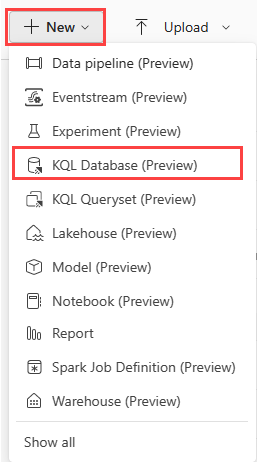 New
Upload
Data pipeline (Preview)
Eventstream (Preview)
Experiment (Preview)
KQL Database (Preview)
KQL Queryset (Preview)
Lakehouse (Preview)
Model (Preview)
Notebook (Preview)
Report
Spark Job Definition (Preview)
Warehouse (Preview)
Show all